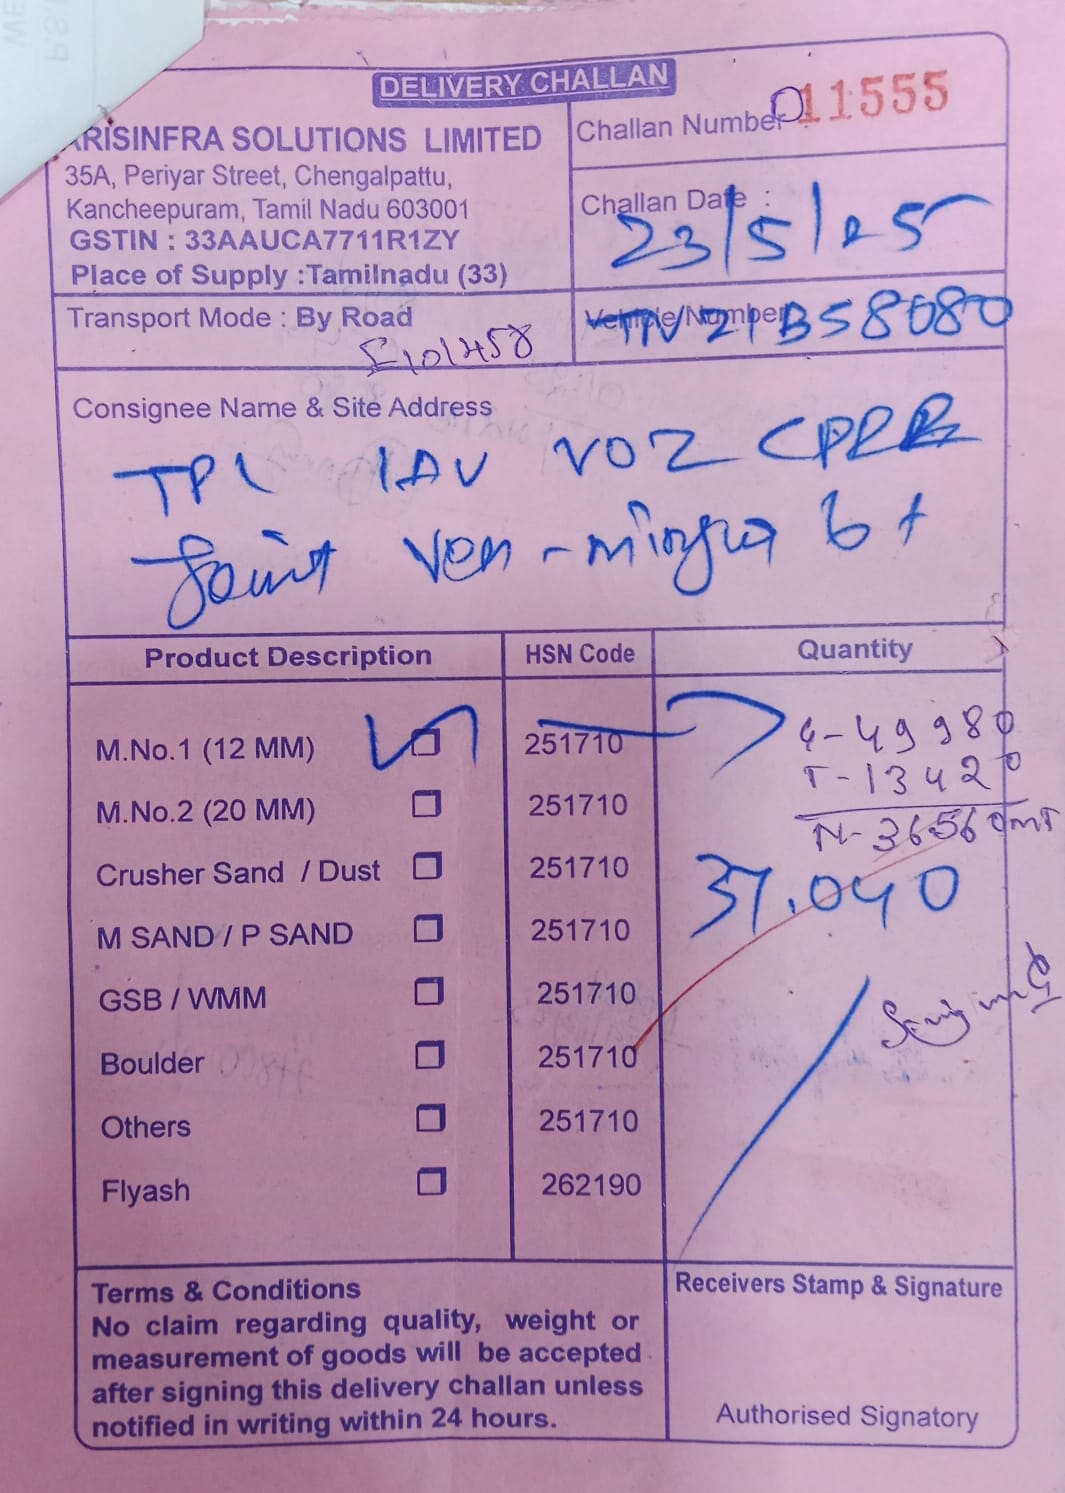 DELIVERY CHALLAN
ARISINFRA SOLUTIONS LIMITED
35A, Periyar Street, Chengalpattu,
Kancheepuram, Tamil Nadu 603001
GSTIN : 33AAUCA7711R1ZY
Place of Supply :Tamilnadu (33)
Challan Number 011555
Challan Date :
23/5/25
Transport Mode : By Road
Vehicle Number
TN 21 BS 8080
Consignee Name & Site Address
TPL IAV VOZ CPRR
Joint Ven
Product Description HSN Code Quantity
M.No.1 (12 MM) 251710
G-49980
T-13420
N-36560 MT
M.No.2 (20 MM) 251710
Crusher Sand / Dust 251710
37.040
M SAND / P SAND 251710
GSB / WMM 251710
Boulder 251710
Others 251710
Flyash 262190
Terms & Conditions
No claim regarding quality, weight or
measurement of goods will be accepted
after signing this delivery challan unless
notified in writing within 24 hours.
Receivers Stamp & Signature
Authorised Signatory